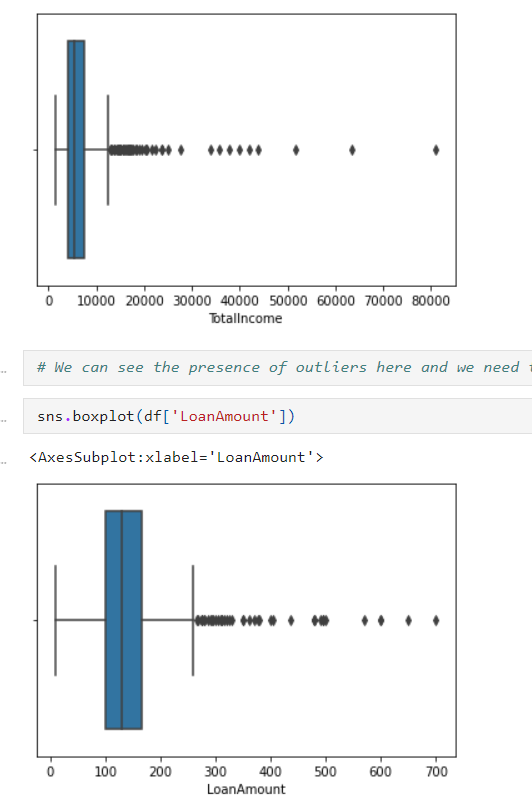 0 10000 20000 30000 40000 50000 60000 70000 80000
TotalIncome
# We can see the presence of outliers here and we need
sns.boxplot(df['LoanAmount'])
<AxesSubplot:xlabel='LoanAmount'>
0 100 200 300 400 500 600 700
LoanAmount